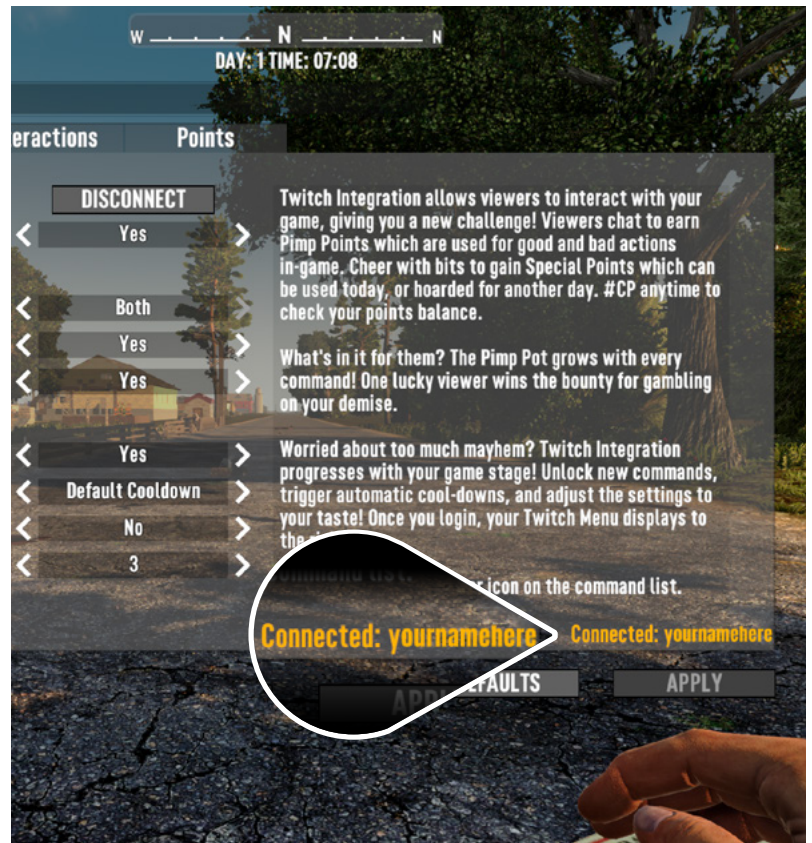 W N N
DAY: 1 TIME: 07:08
eractions Points
DISCONNECT
Yes
Both
Yes
Yes
Yes
Default Cooldown
No
3
Twitch Integration allows viewers to interact with your
game, giving you a new challenge! Viewers chat to earn
Pimp Points which are used for good and bad actions
in-game. Cheer with bits to gain Special Points which can
be used today, or hoarded for another day. #CP anytime to
check your points balance.
What's in it for them? The Pimp Pot grows with every
command! One lucky viewer wins the bounty for gambling
on your demise.
Worried about too much mayhem? Twitch Integration
progresses with your game stage! Unlock new commands,
trigger automatic cool-downs, and adjust the settings to
your taste! Once you login, your Twitch Menu displays to
the
command list.
icon on the command list.
Connected: yournamehere
Connected: yournamehere
EFAULTS
APPLY